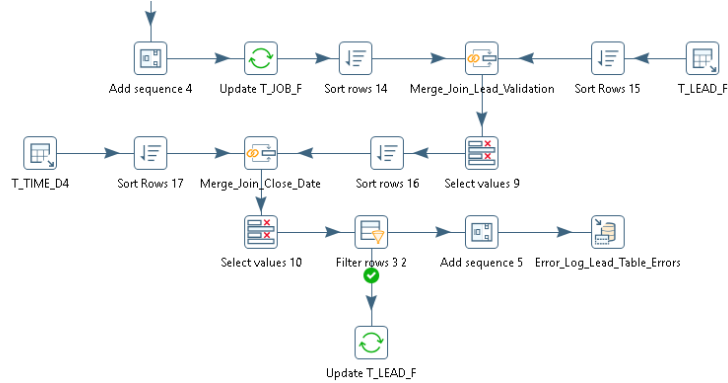 Add sequence 4
Update T_JOB_F
Sort rows 14
Merge_Join_Lead_Validation
Sort Rows 15
T_LEAD_F
T_TIME_D4
Sort Rows 17
Merge_Join_Close_Date
Sort rows 16
Select values 9
Select values 10
Filter rows 3 2
Add sequence 5
Error_Log_Lead_Table_Errors
Update T_LEAD_F